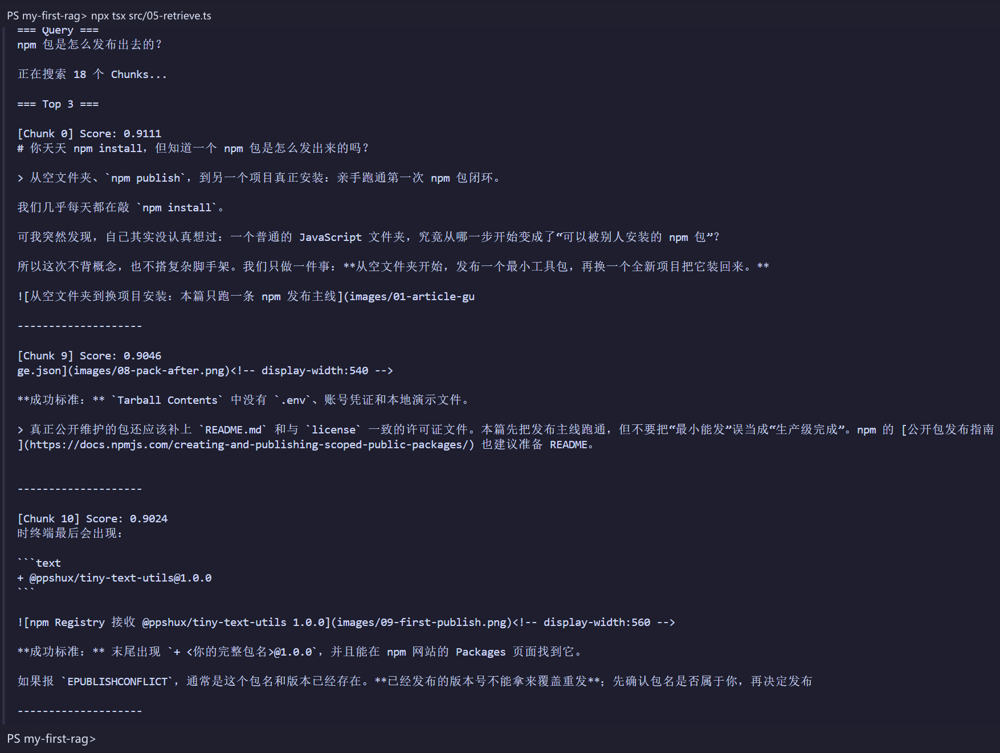 PS my-first-rag> npx tsx src/05-retrieve.ts
=== Query ===
npm 包是怎么发布出去的?
正在搜索 18 个 Chunks...
=== Top 3 ===
[Chunk 0] Score: 0.9111
# 你天天 npm install，但知道一个 npm 包是怎么发出来的吗？
> 从空文件夹、`npm publish`，到另一个项目真正安装：亲手跑通第一次 npm 包闭环。
我们几乎每天都在敲 `npm install`。
可我突然发现，自己其实没认真想过：一个普通的 JavaScript 文件夹，究竟从哪一步开始变成了“可以被别人安装的 npm 包”？
所以这次不背概念，也不搭复杂脚手架。我们只做一件事：**从空文件夹开始，发布一个最小工具包，再换一个全新项目把它装回来。**
![从空文件夹到换项目安装：本篇只跑一条 npm 发布主线](images/01-article-gu
--------------------
[Chunk 9] Score: 0.9046
ge.json](images/08-pack-after.png)<!-- display-width:540 -->
**成功标准：** `Tarball Contents` 中没有 `.env`、账号凭证和本地演示文件。
> 真正公开维护的包还应该补上 `README.md` 和与 `license` 一致的许可证文件。本篇先把发布主线跑通，但不要把“最小能发”误当成“生产级完成”。npm 的 [公开包发布指南
](https://docs.npmjs.com/creating-and-publishing-scoped-public-packages/) 也建议准备 README。
--------------------
[Chunk 10] Score: 0.9024
时终端最后会出现：
```text
+ @ppshux/tiny-text-utils@1.0.0
```
![npm Registry 接收 @ppshux/tiny-text-utils 1.0.0](images/09-first-publish.png)<!-- display-width:560 -->
**成功标准：** 末尾出现 `+ <你的完整包名>@1.0.0`，并且能在 npm 网站的 Packages 页面找到它。
如果报 `EPUBLISHCONFLICT`，通常是这个包名和版本已经存在。**已经发布的版本号不能拿来覆盖重发**；先确认包名是否属于你，再决定发布
--------------------
PS my-first-rag>